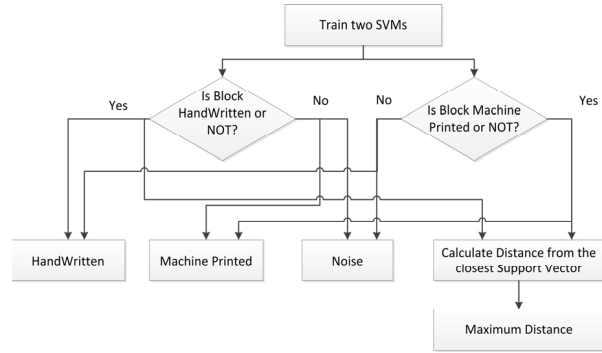 Train two SVMs
Is Block
HandWritten or
NOT?
Yes
No
No
Is Block Machine
Printed or NOT?
Yes
HandWritten
Machine Printed
Noise
Calculate Distance from the
closest Support Vector
Maximum Distance